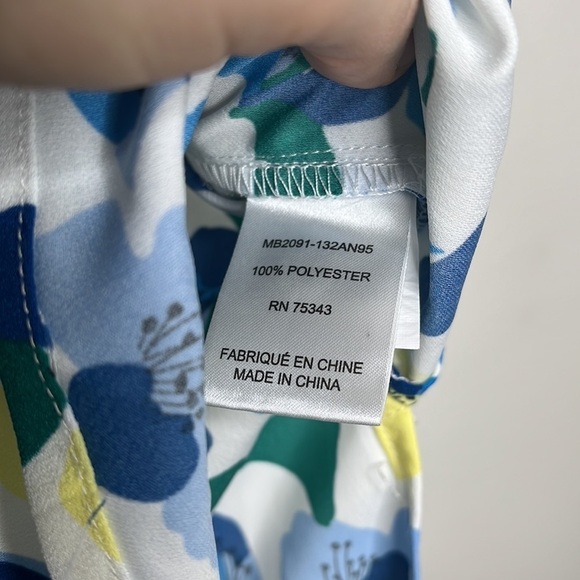 MB2091-132AN95
100% POLYESTER
RN 75343
FABRIQUÉ EN CHINE
MADE IN CHINA